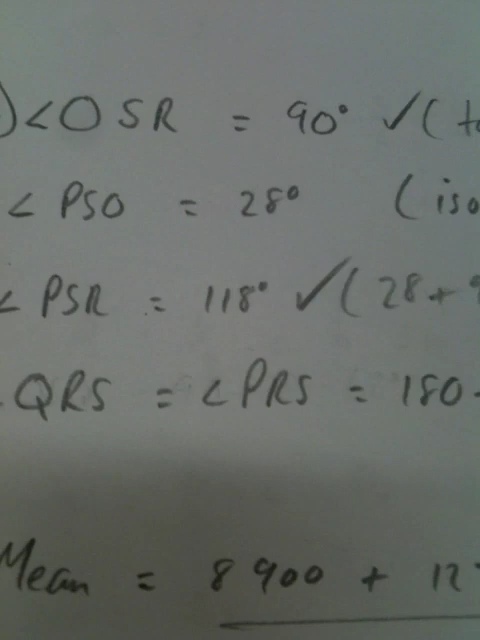 )<OSR = 90° ✓(
< PSO = 28° (iso
< PSR = 118° ✓(28+
QRS = <PRS = 180-
Mean = 8 900 + 12